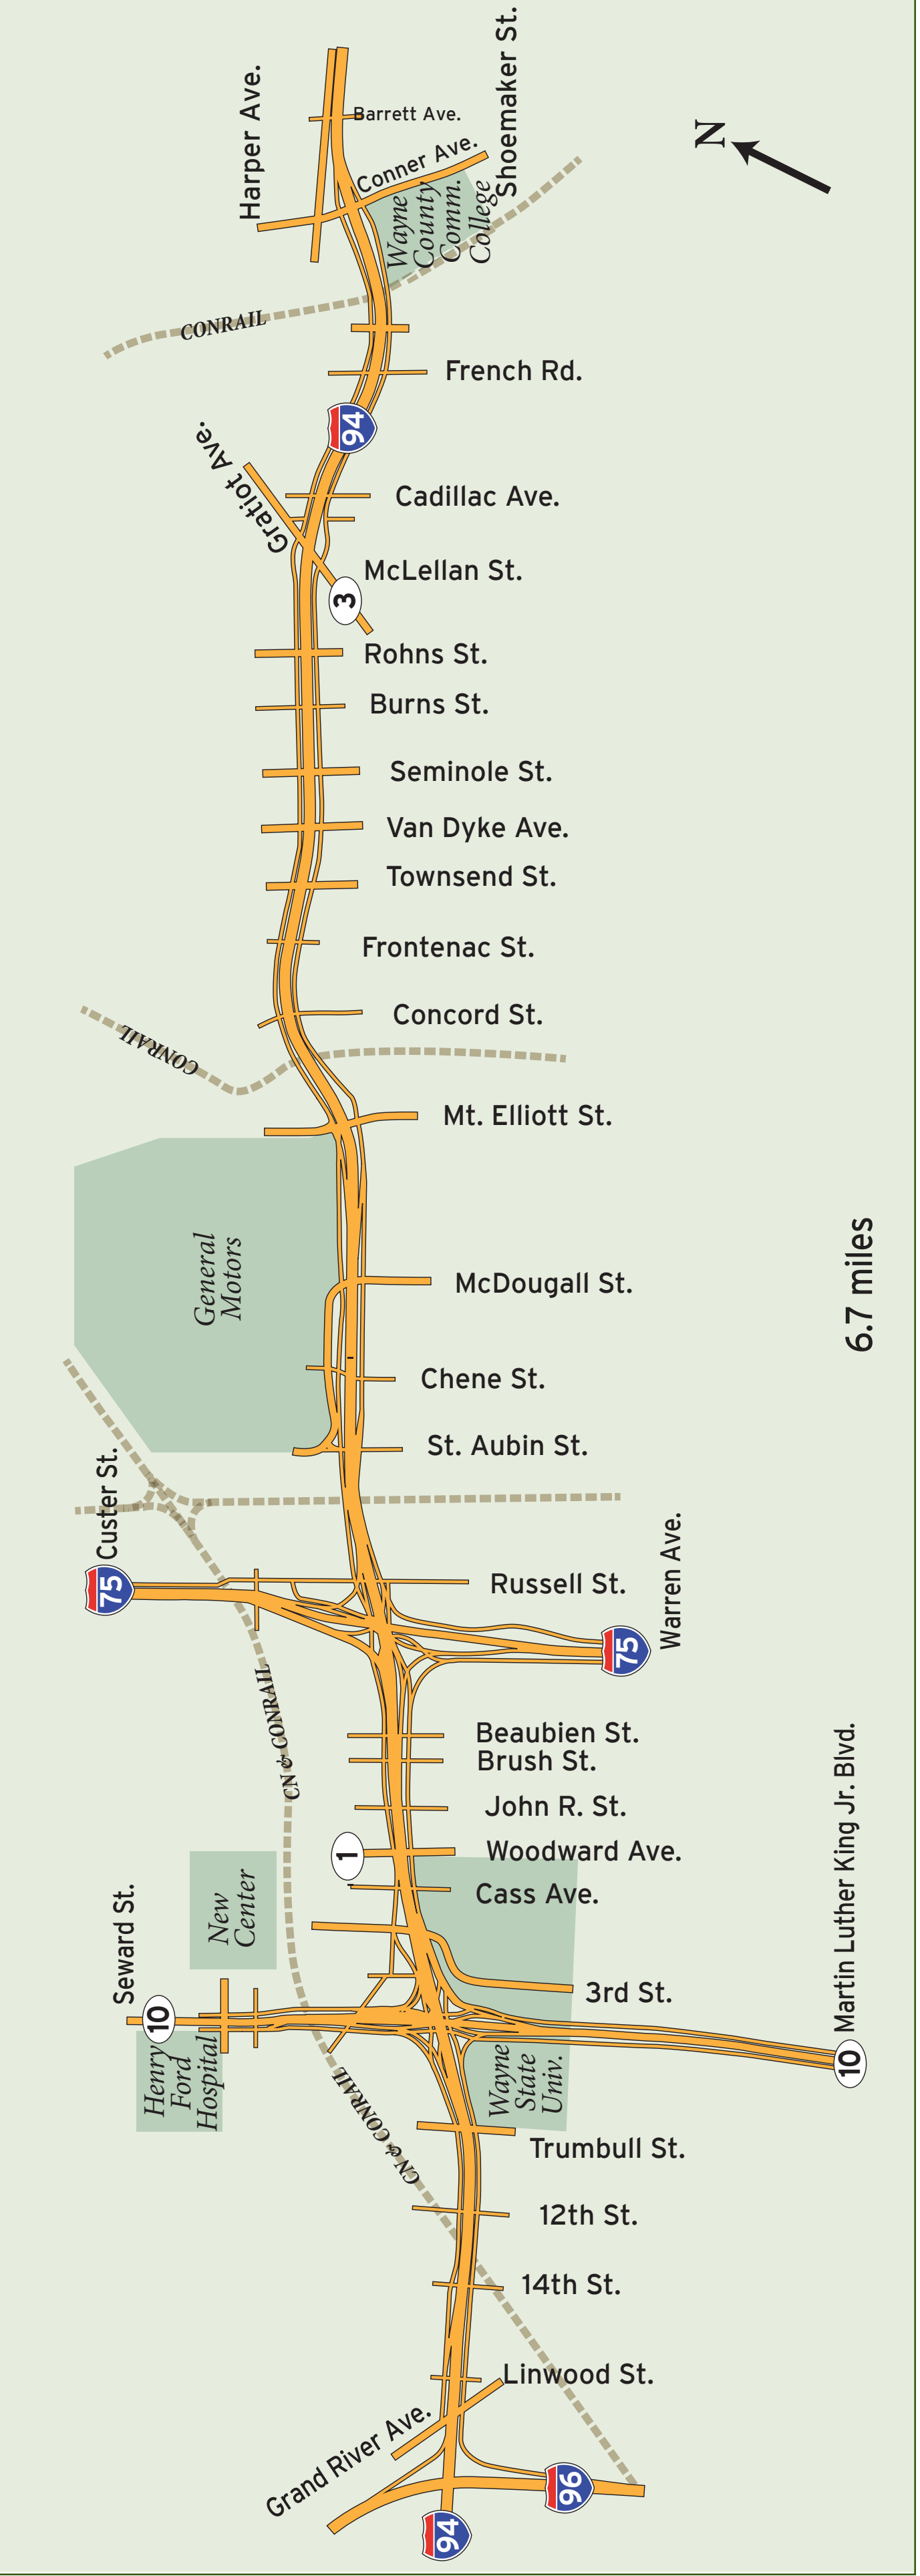 Harper Ave.
Shoemaker St.
Barrett Ave.
Conner Ave.
N
Wayne
County
Comm.
College
CONRAIL
French Rd.
94
Gratiot Ave.
Cadillac Ave.
McLellan St.
3
Rohns St.
Burns St.
Seminole St.
Van Dyke Ave.
Townsend St.
Frontenac St.
Concord St.
CONRAIL
Mt. Elliott St.
General
Motors
McDougall St.
6.7 miles
Chene St.
St. Aubin St.
Custer St.
75
Russell St.
Warren Ave.
75
CN & CONRAIL
Beaubien St.
Brush St.
John R. St.
1
Woodward Ave.
Cass Ave.
New
Center
Seward St.
10
3rd St.
Martin Luther King Jr. Blvd.
10
Henry
Ford
Hospital
Wayne
State
Univ.
CN & CONRAIL
Trumbull St.
12th St.
14th St.
Linwood St.
Grand River Ave.
96
94